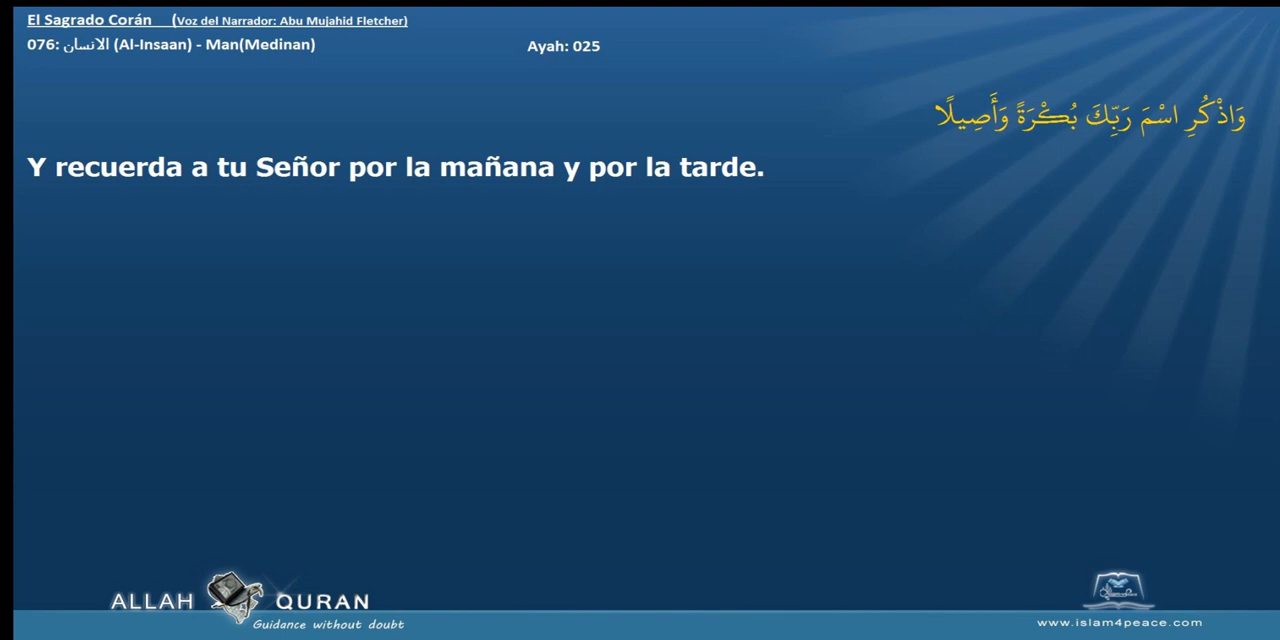 El Sagrado Corán (Voz del Narrador: Abu Mujahid Fletcher)
076: الانسان (Al-Insaan) - Man(Medinan)
Ayah: 025
وَاذْكُرِ اسْمَ رَبِّكَ بُكْرَةً وَأَصِيلًا
Y recuerda a tu Señor por la mañana y por la tarde.
ALLAH QURAN
Guidance without doubt
www.islam4peace.com